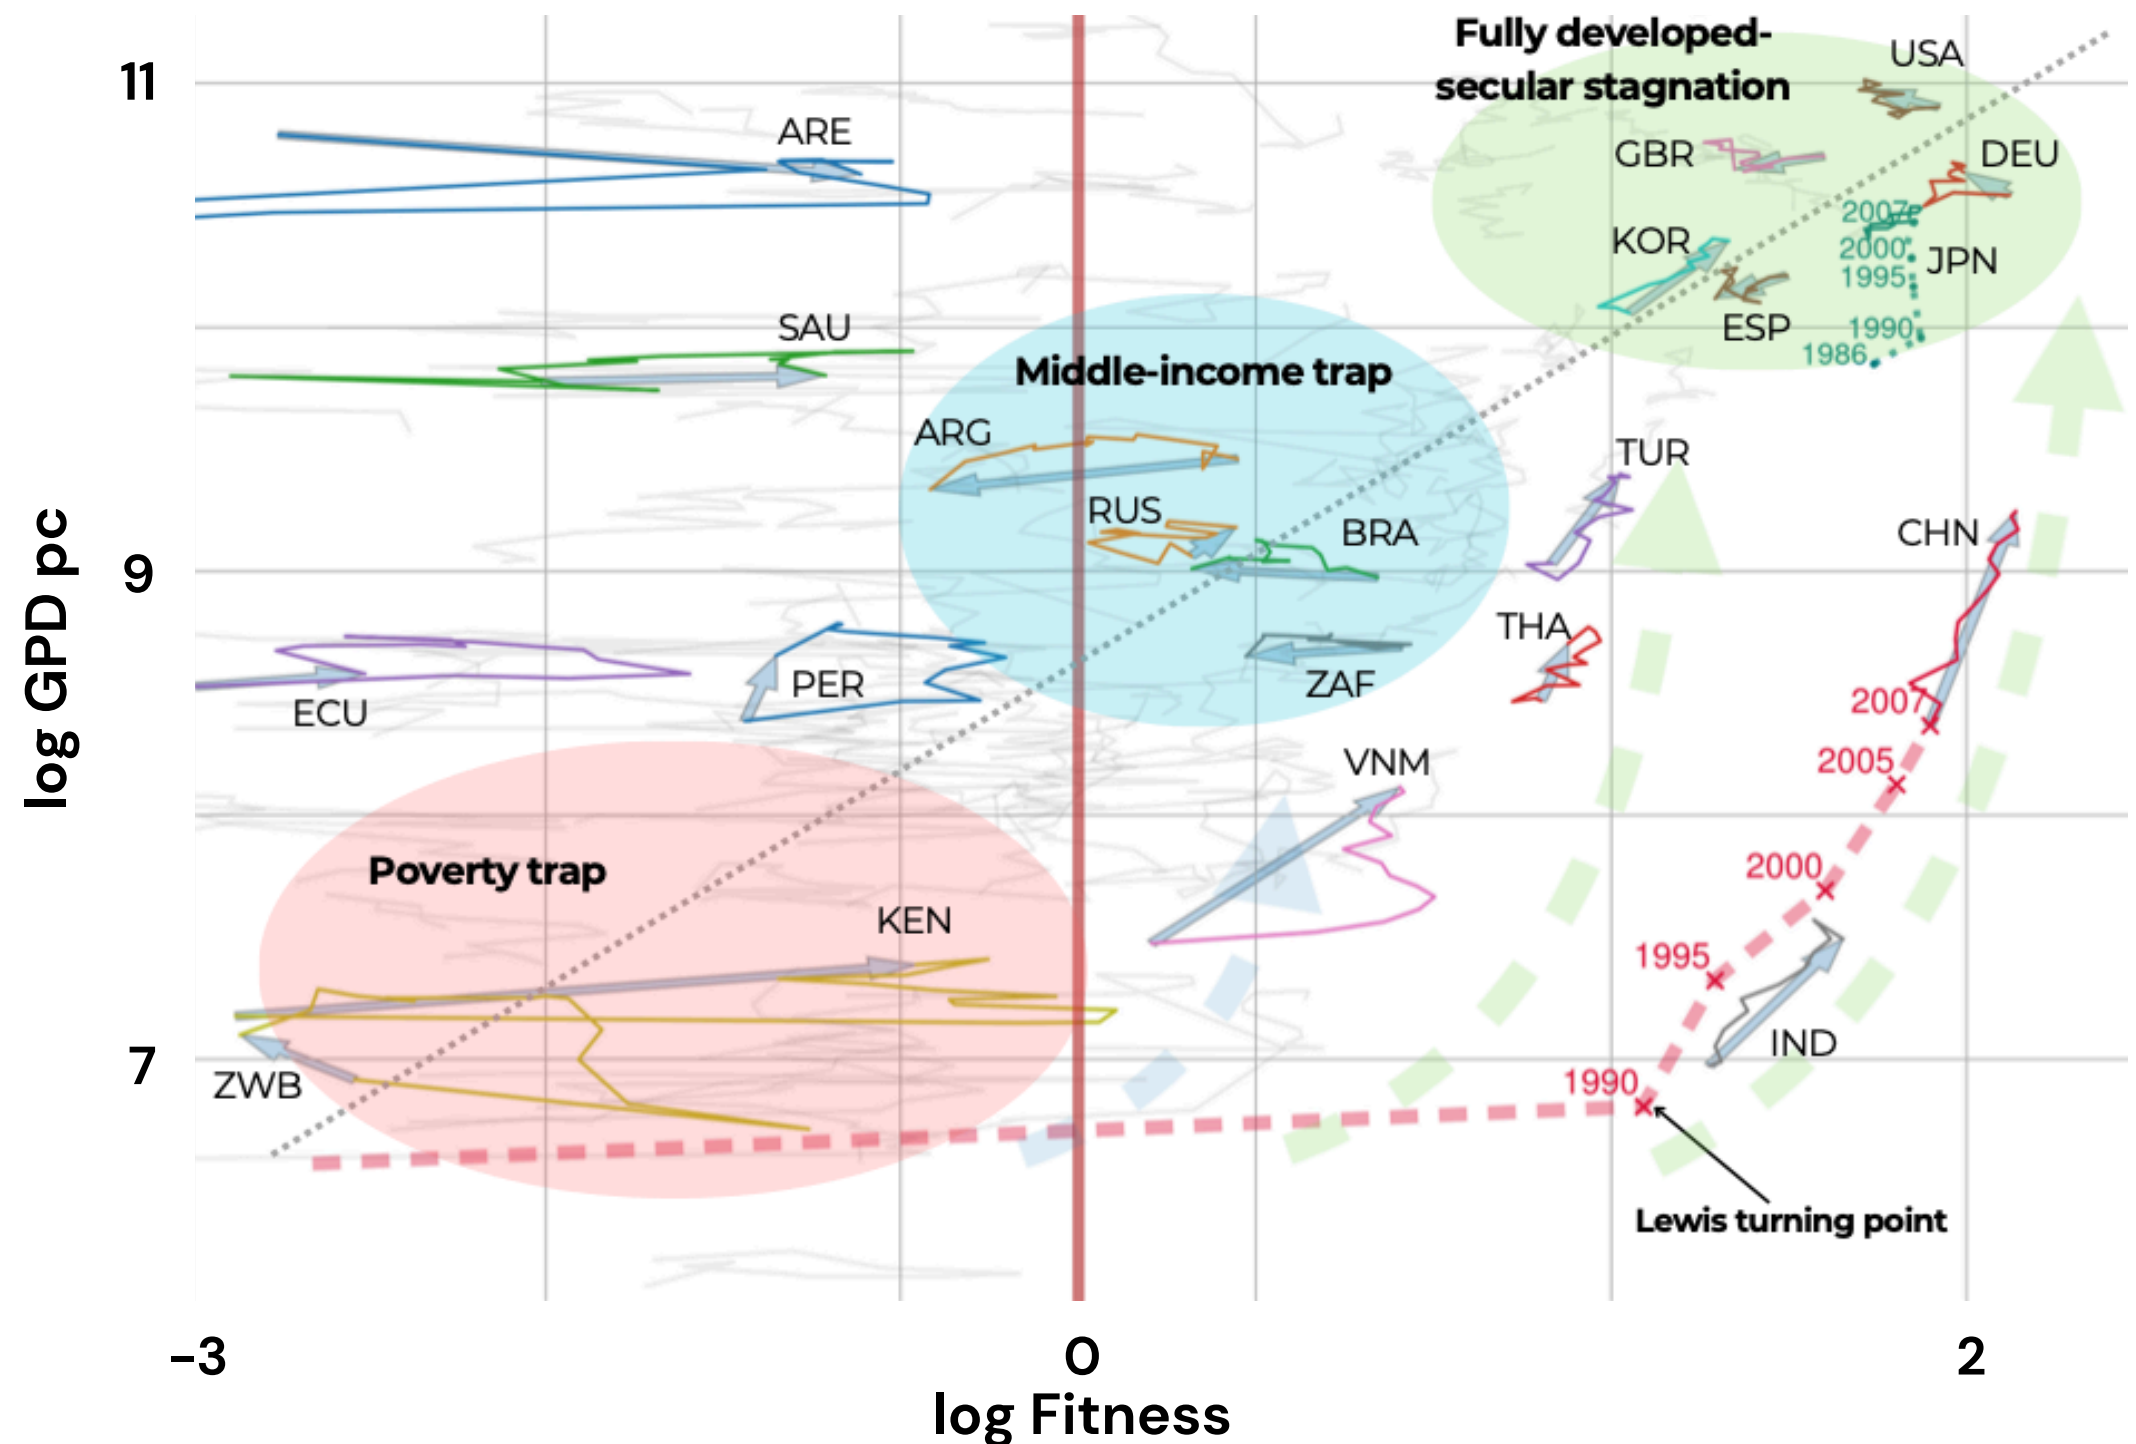 Fully developed-
secular stagnation
USA
11
ARE
GBR
DEU
2007
KOR
2000
JPN
1995
SAU
ESP
1990
1986
Middle-income trap
ARG
TUR
RUS
BRA
CHN
log GPD pc
9
THA
PER
ZAF
ECU
2007
VNM
2005
Poverty trap
2000
KEN
1995
IND
7
ZWB
1990
Lewis turning point
-3
0
2
log Fitness